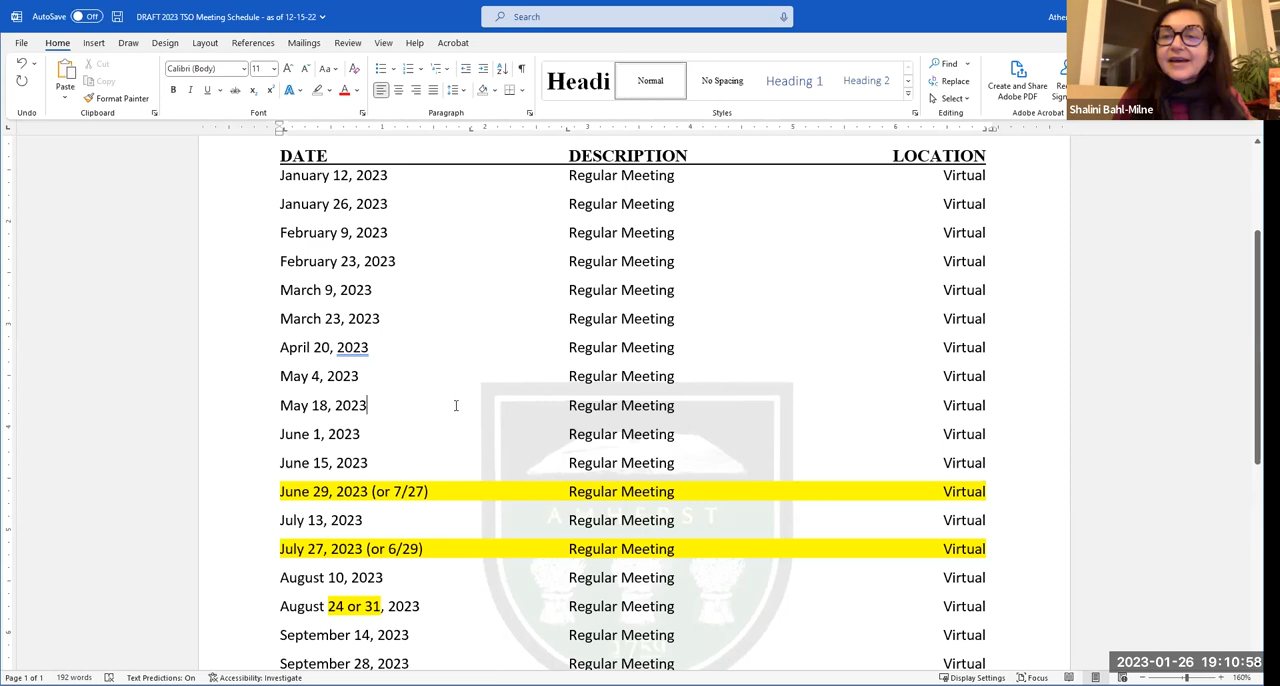 AutoSave Off DRAFT 2023 TSO Meeting Schedule - as of 12-15-22 Search
File Home Insert Draw Design Layout References Mailings Review View Help Acrobat
Shalini Bahl-Milne
Paste
Cut
Copy
Format Painter
Calibri (Body) 11
Headi Normal No Spacing Heading 1 Heading 2
Find
Replace
Select
Create and Share
Adobe PDF
Undo Clipboard Font Paragraph Styles Editing Adobe Acrobat
DATE DESCRIPTION LOCATION
January 12, 2023 Regular Meeting Virtual
January 26, 2023 Regular Meeting Virtual
February 9, 2023 Regular Meeting Virtual
February 23, 2023 Regular Meeting Virtual
March 9, 2023 Regular Meeting Virtual
March 23, 2023 Regular Meeting Virtual
April 20, 2023 Regular Meeting Virtual
May 4, 2023 Regular Meeting Virtual
May 18, 2023 Regular Meeting Virtual
June 1, 2023 Regular Meeting Virtual
June 15, 2023 Regular Meeting Virtual
June 29, 2023 (or 7/27) Regular Meeting Virtual
AMHERST
July 13, 2023 Regular Meeting Virtual
July 27, 2023 (or 6/29) Regular Meeting Virtual
August 10, 2023 Regular Meeting Virtual
August 24 or 31, 2023 Regular Meeting Virtual
September 14, 2023 Regular Meeting Virtual
September 28, 2023 Regular Meeting Virtual
2023-01-26 19:10:58
Page 1 of 1 192 words Text Predictions: On Accessibility: Investigate Display Settings Focus 160%